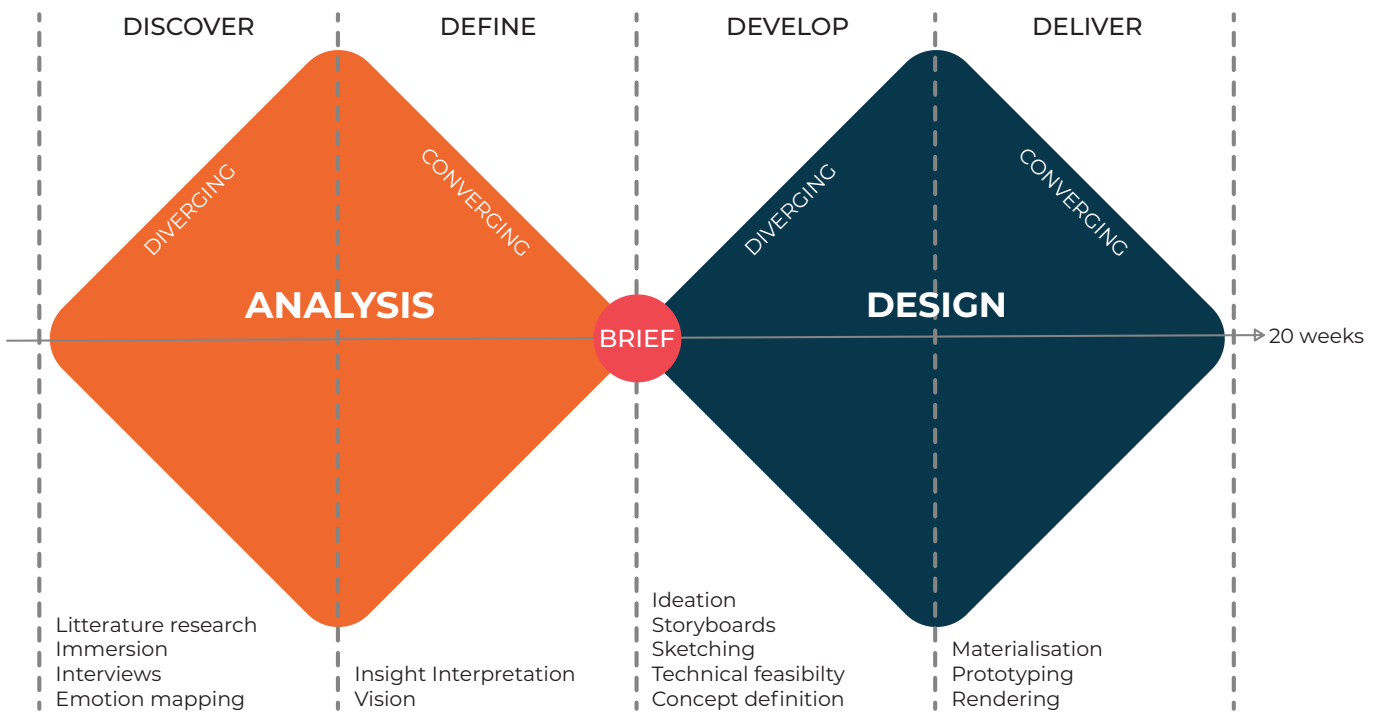 DISCOVER
DEFINE
DEVELOP
DELIVER
DIVERGING
CONVERGING
DIVERGING
CONVERGING
ANALYSIS
DESIGN
BRIEF
20 weeks
Litterature research
Immersion
Interviews
Emotion mapping
Insight Interpretation
Vision
Ideation
Storyboards
Sketching
Technical feasibilty
Concept definition
Materialisation
Prototyping
Rendering